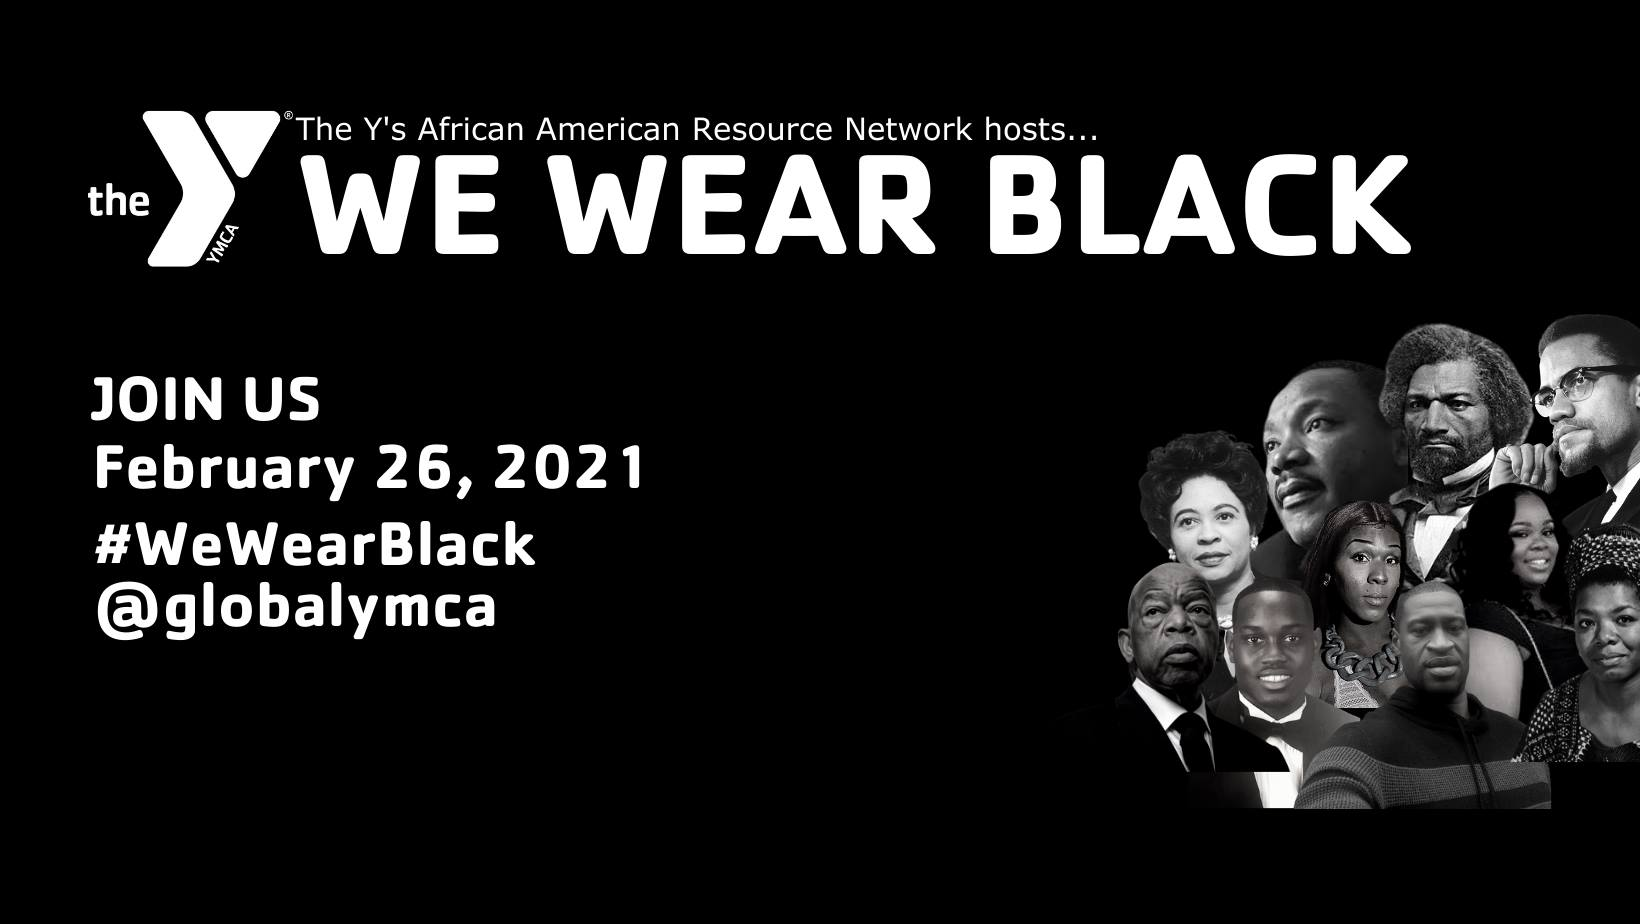 The Y's African American Resource Network hosts...
the Y® YMCA
WE WEAR BLACK
JOIN US
February 26, 2021
#WeWearBlack
@globalymca